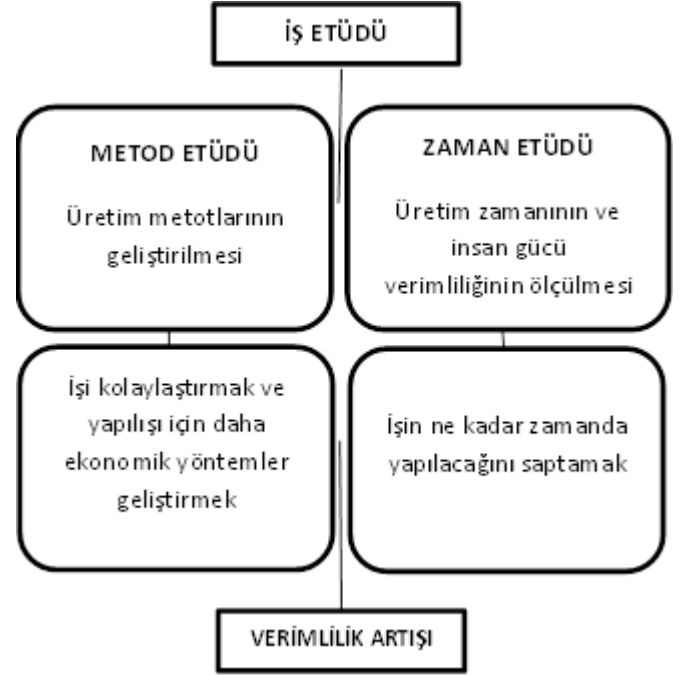 İŞ ETÜDÜ
METOD ETÜDÜ
Üretim metotlarının
geliştirilmesi
ZAMAN ETÜDÜ
Üretim zamanının ve
insan gücü
verimliliğinin ölçülmesi
İşi kolaylaştırmak ve
yapılışı için daha
ekonomik yöntemler
geliştirmek
İşin ne kadar zamanda
yapılacağını saptamak
VERİMLİLİK ARTIŞI